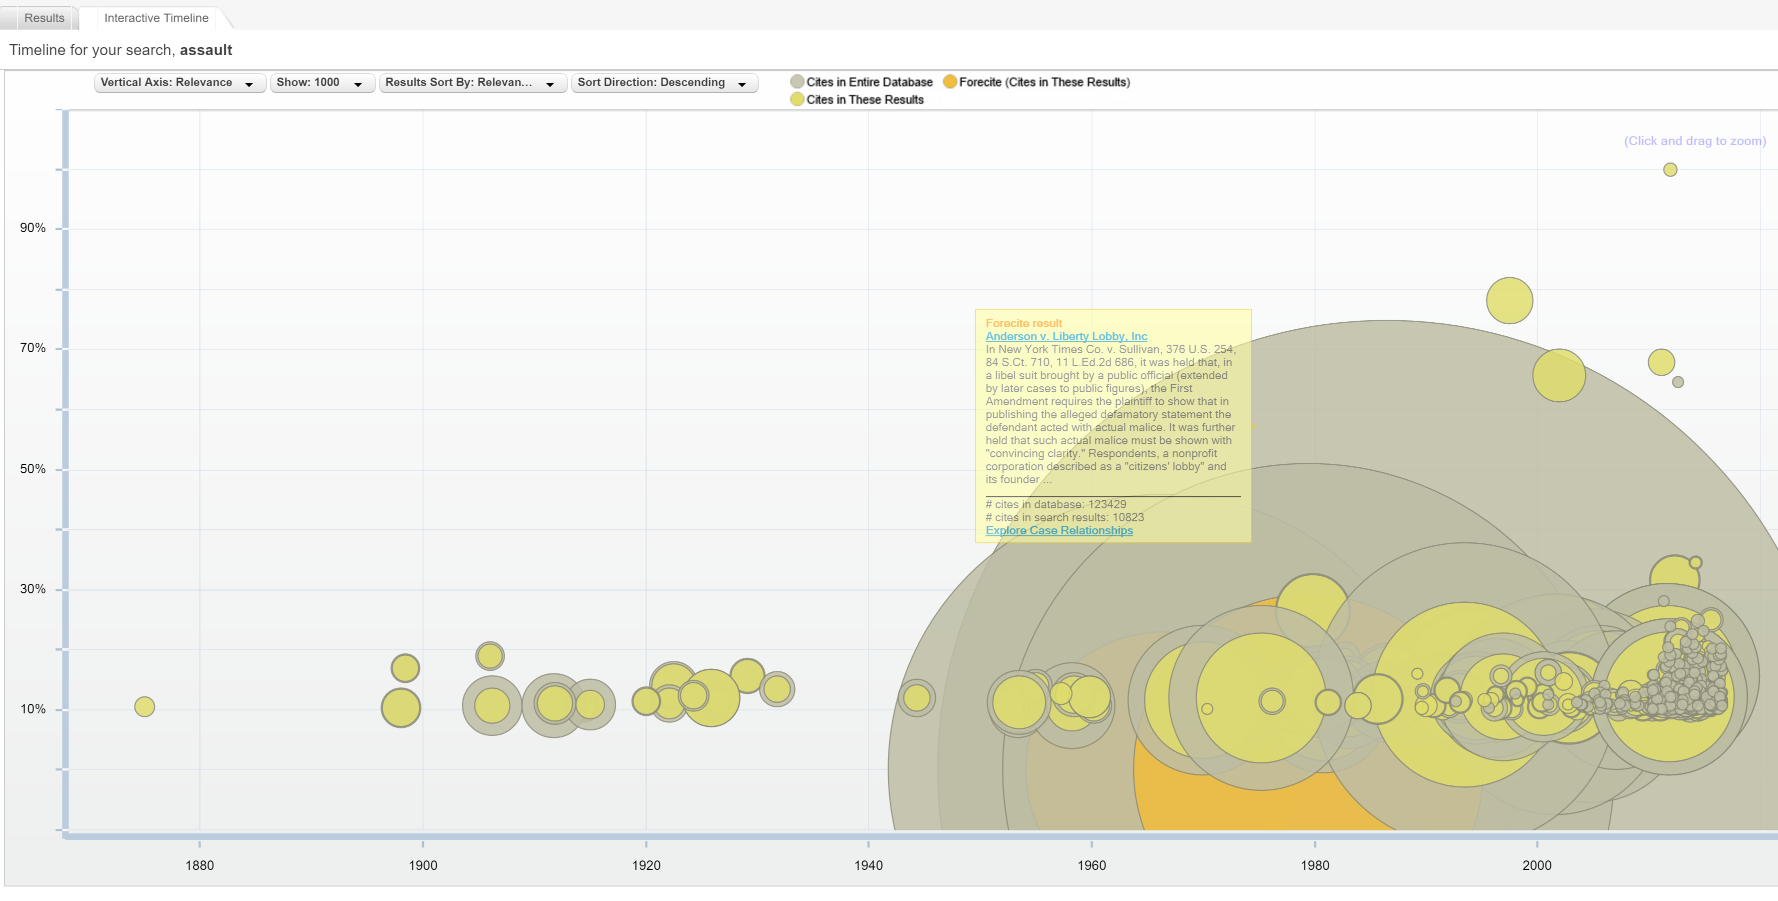 Results
Interactive Timeline
Timeline for your search, assault
Vertical Axis: Relevance
Show: 1000
Results Sort By: Relevan...
Sort Direction: Descending
Cites in Entire Database
Forecite (Cites in These Results)
Cites in These Results
(Click and drag to zoom)
90%
70%
50%
30%
10%
Forecite result
Anderson v. Liberty Lobby, Inc
In New York Times Co. v. Sullivan, 376 U.S. 254,
84 S.Ct. 710, 11 L.Ed.2d 686, it was held that, in
a libel suit brought by a public official (extended
by later cases to public figures), the First
Amendment requires the plaintiff to show that in
publishing the alleged defamatory statement the
defendant acted with actual malice. It was further
held that such actual malice must be shown with
"convincing clarity." Respondents, a nonprofit
corporation described as a "citizens' lobby" and
its founder ...
# cites in database: 123429
# cites in search results: 10823
Explore Case Relationships
1880
1900
1920
1940
1960
1980
2000